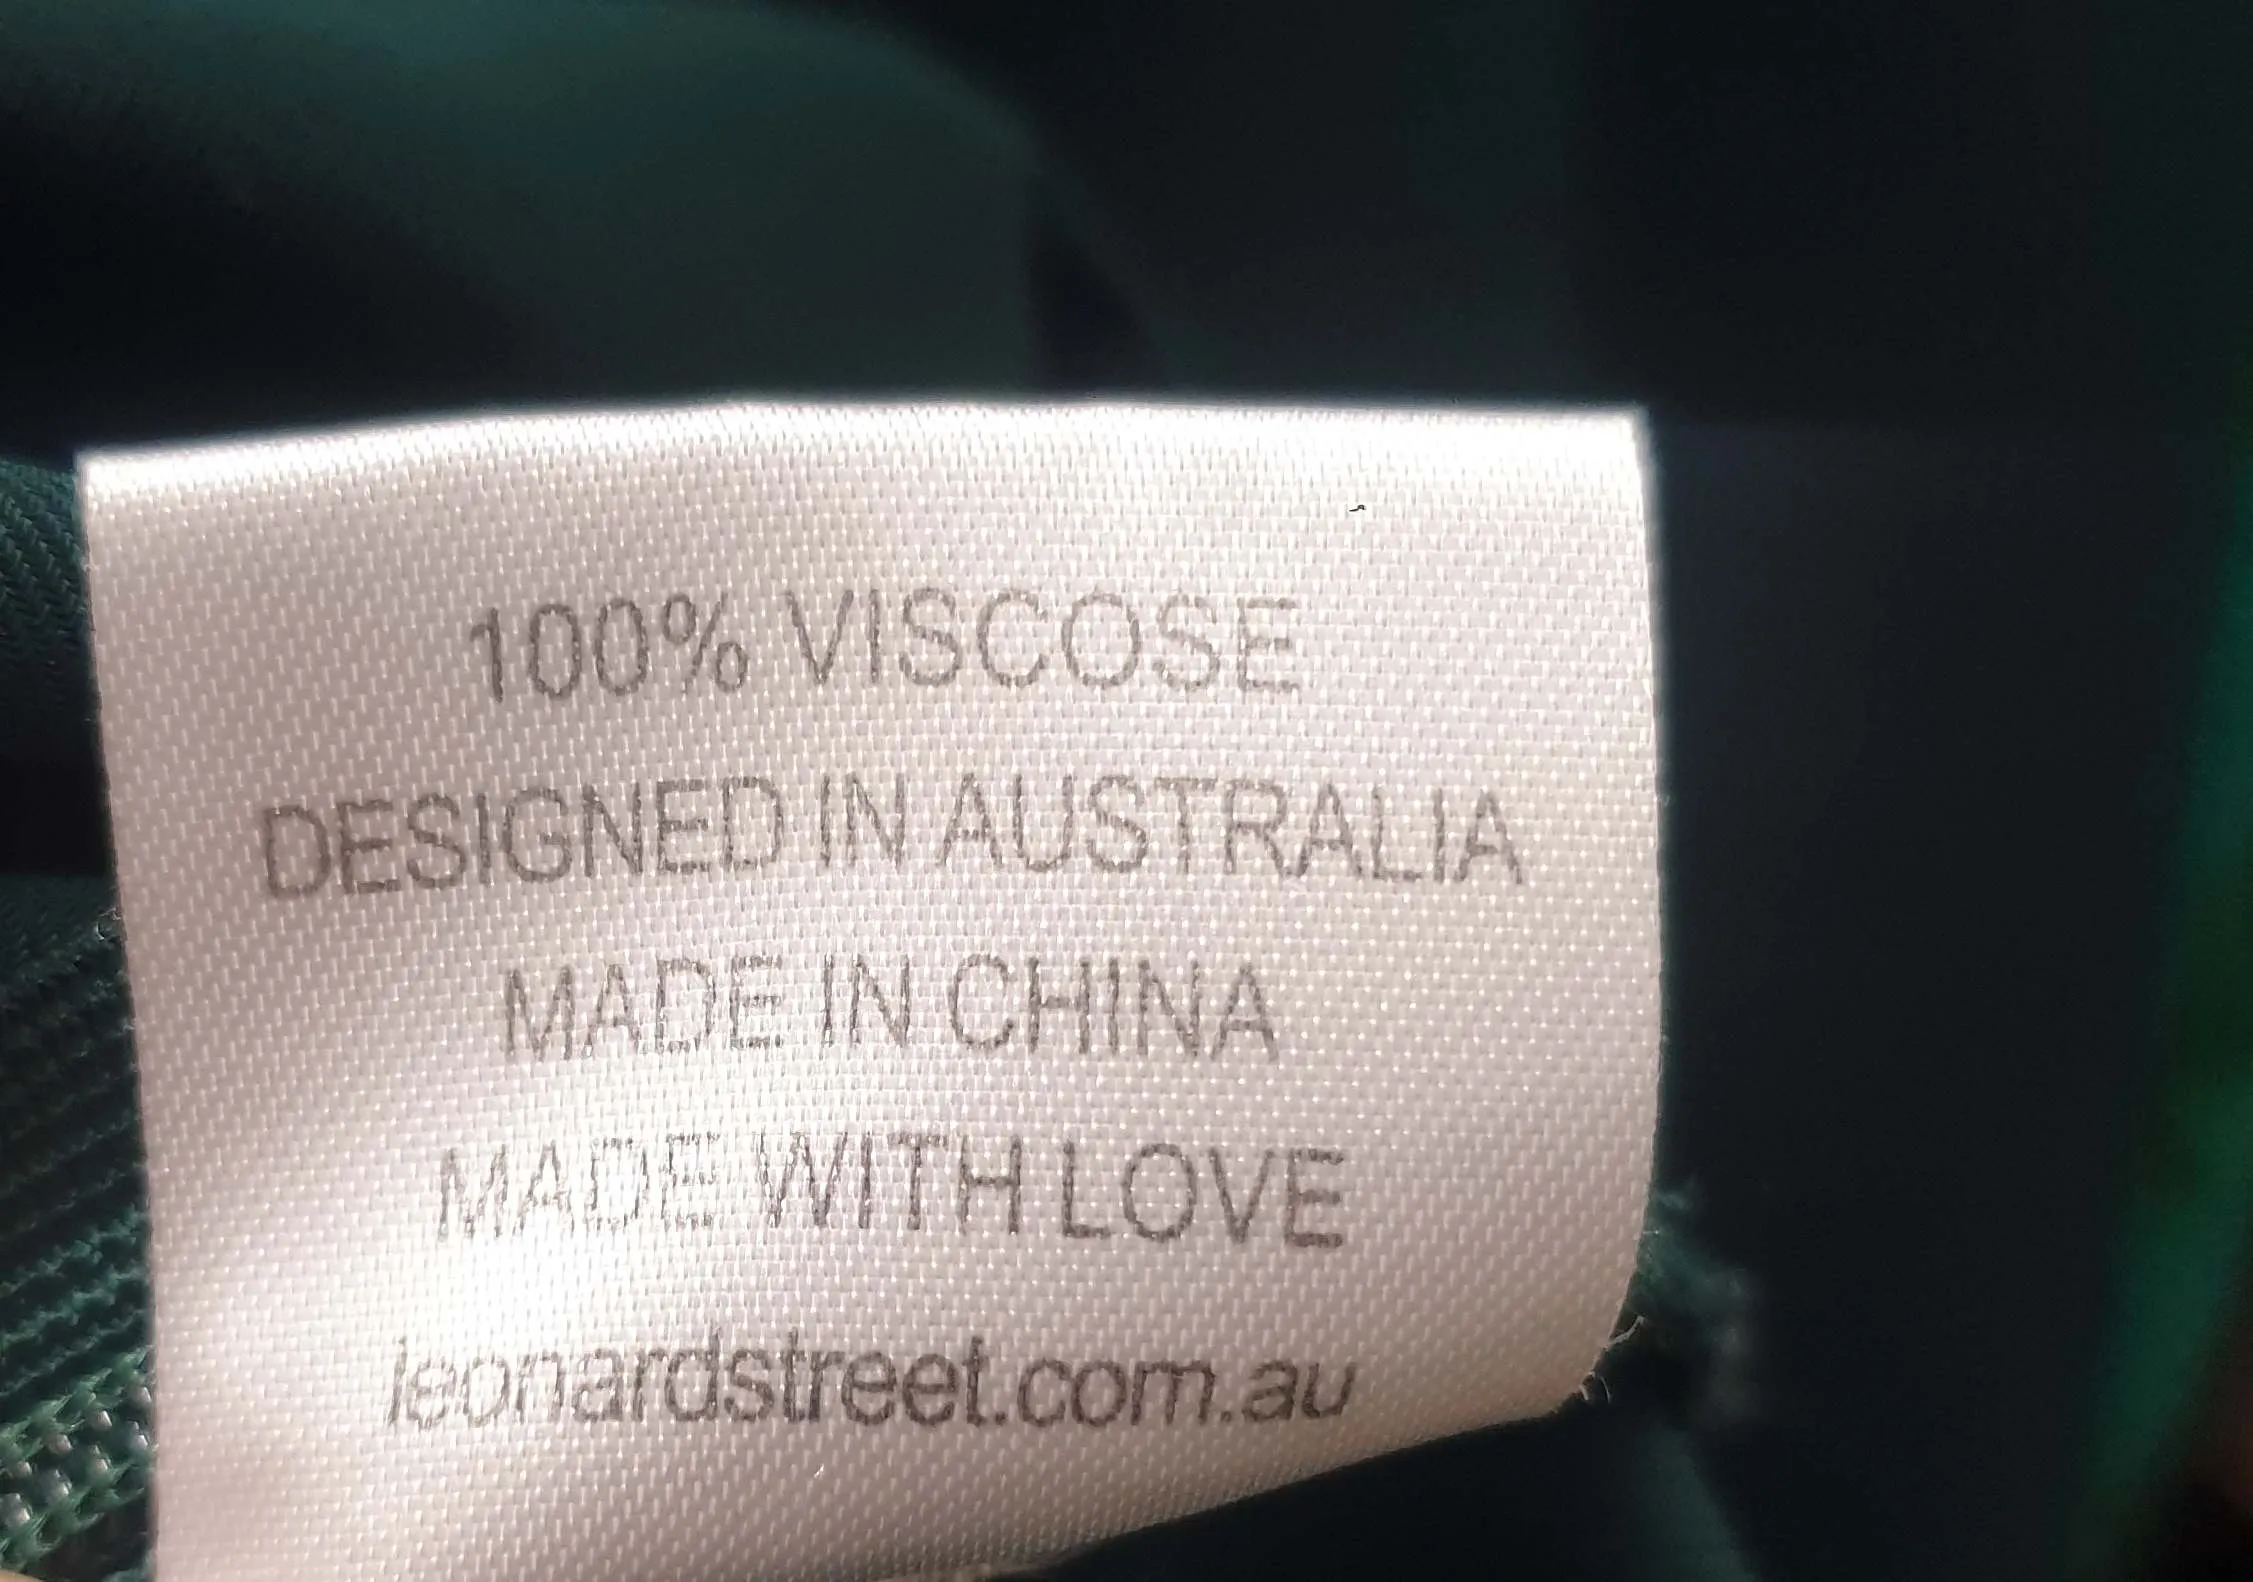 100% VISCOSE
DESIGNED IN AUSTRALIA
MADE IN CHINA
MADE WITH LOVE
leonardstreet.com.au